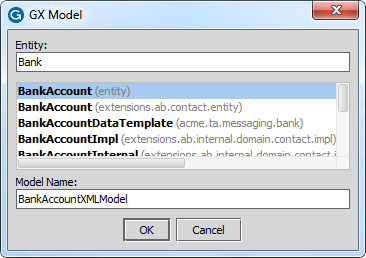 GX Model
Entity:
Bank
BankAccount (entity)
BankAccount (extensions.ab.contact.entity)
BankAccountDataTemplate (acme.ta.messaging.bank)
BankAccountImpl (extensions.ab.internal.domain.contact.impl)
BankAccountInternal (extensions.ab.internal.domain.contact.i
Model Name:
BankAccountXMLModel
OK Cancel